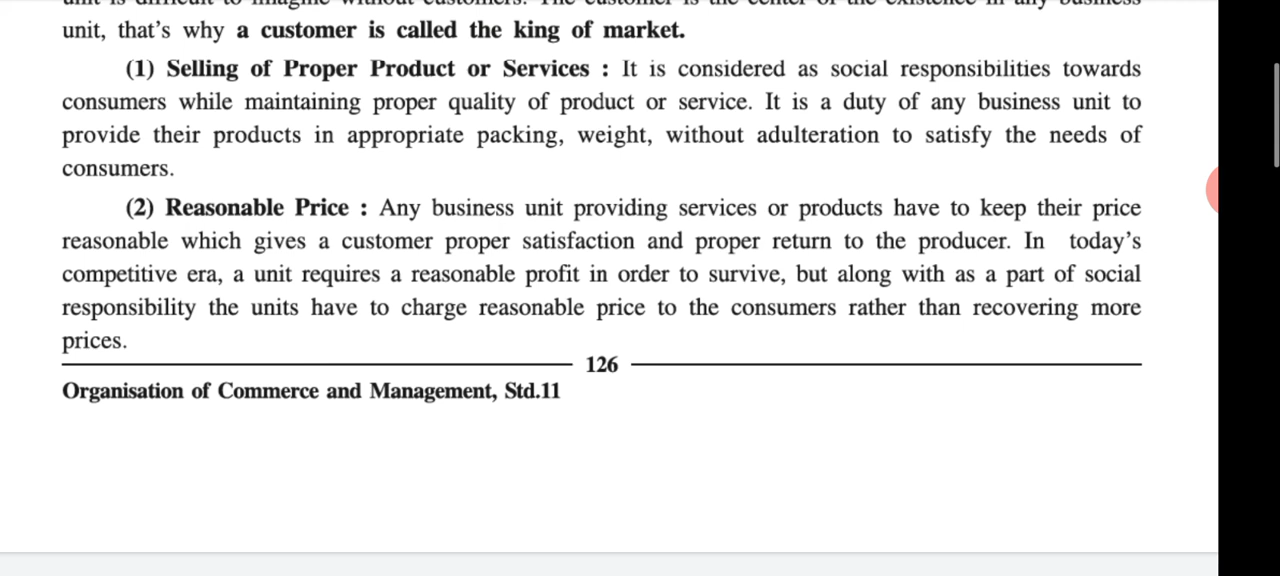 unit, that's why a customer is called the king of market.
(1) Selling of Proper Product or Services : It is considered as social responsibilities towards
consumers while maintaining proper quality of product or service. It is a duty of any business unit to
provide their products in appropriate packing, weight, without adulteration to satisfy the needs of
consumers.
(2) Reasonable Price : Any business unit providing services or products have to keep their price
reasonable which gives a customer proper satisfaction and proper return to the producer. In today's
competitive era, a unit requires a reasonable profit in order to survive, but along with as a part of social
responsibility the units have to charge reasonable price to the consumers rather than recovering more
prices.
126
Organisation of Commerce and Management, Std.11